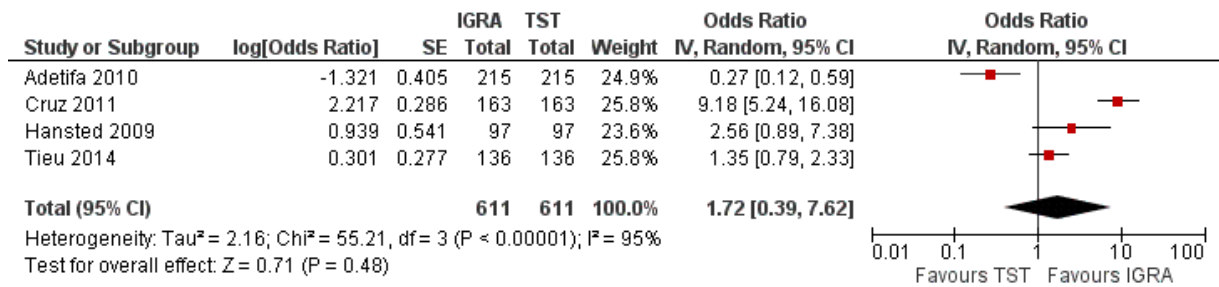 IGRA TST Odds Ratio Odds Ratio
Study or Subgroup log[Odds Ratio] SE Total Total Weight IV, Random, 95% CI IV, Random, 95% CI
Adetifa 2010 -1.321 0.405 215 215 24.9% 0.27 [0.12, 0.59]
Cruz 2011 2.217 0.286 163 163 25.8% 9.18 [5.24, 16.08]
Hansted 2009 0.939 0.541 97 97 23.6% 2.56 [0.89, 7.38]
Tieu 2014 0.301 0.277 136 136 25.8% 1.35 [0.79, 2.33]
Total (95% CI) 611 611 100.0% 1.72 [0.39, 7.62]
Heterogeneity: Tau² = 2.16; Chi² = 55.21, df = 3 (P < 0.00001); I² = 95%
Test for overall effect: Z = 0.71 (P = 0.48)
0.01 0.1 1 10 100
Favours TST Favours IGRA